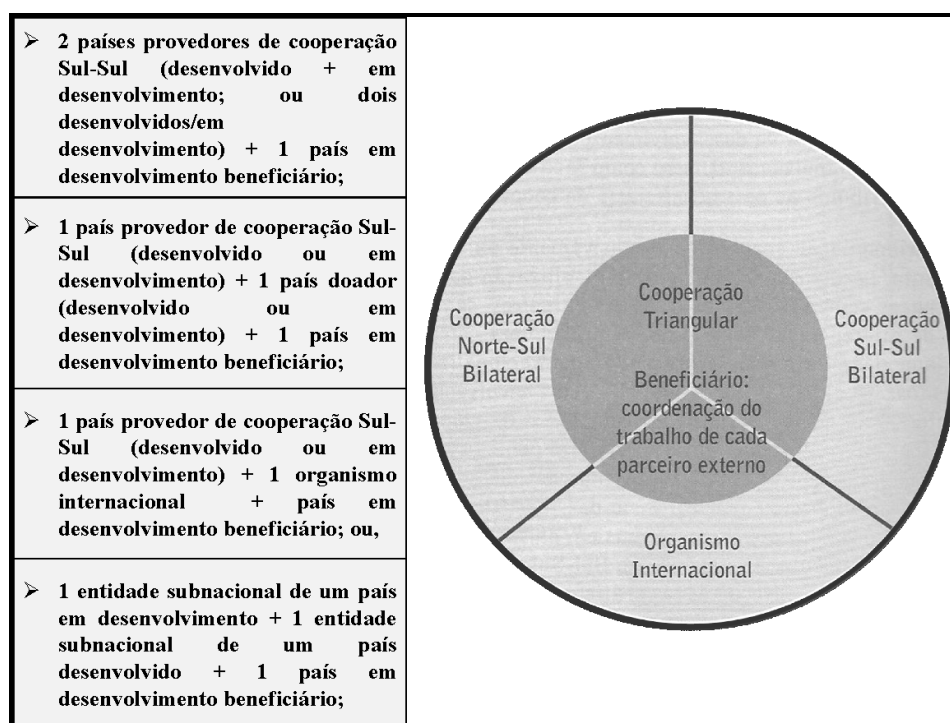 ➢ 2 países provedores de cooperação
Sul-Sul (desenvolvido + em
desenvolvimento; ou dois
desenvolvidos/em
desenvolvimento) + 1 país em
desenvolvimento beneficiário;
➢ 1 país provedor de cooperação Sul-
Sul (desenvolvido ou em
desenvolvimento) + 1 país doador
(desenvolvido ou em
desenvolvimento) + 1 país em
desenvolvimento beneficiário;
➢ 1 país provedor de cooperação Sul-
Sul (desenvolvido ou em
desenvolvimento) + 1 organismo
internacional + país em
desenvolvimento beneficiário; ou,
➢ 1 entidade subnacional de um país
em desenvolvimento + 1 entidade
subnacional de um país
desenvolvido + 1 país em
desenvolvimento beneficiário;
Cooperação
Norte-Sul
Bilateral
Cooperação
Triangular
Beneficiário:
coordenação do
trabalho de cada
parceiro externo
Cooperação
Sul-Sul
Bilateral
Organismo
Internacional